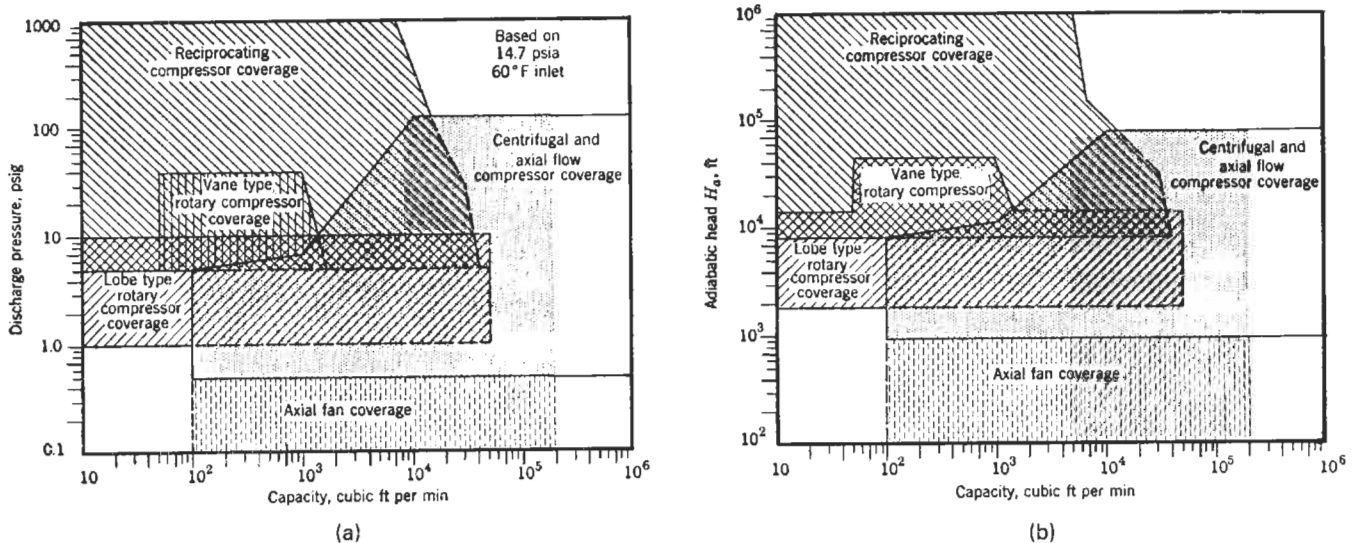 1000
100
10
1.0
0.1
Discharge pressure, psig
Reciprocating
compressor coverage
Based on
14.7 psia
60°F inlet
Centrifugal and
axial flow
compressor coverage
Vane type
rotary compressor
coverage
Lobe type
rotary
compressor
coverage
Axial fan coverage
10
10²
10³
10⁴
10⁵
10⁶
Capacity, cubic ft per min
(a)
10⁶
10⁵
10⁴
10³
10²
Adiabatic head Hₐ, ft
Reciprocating
compressor coverage
Centrifugal and
axial flow
compressor coverage
Vane type
rotary compressor
coverage
Lobe type
rotary
compressor
coverage
Axial fan coverage.
10
10²
10³
10⁴
10⁵
10⁶
Capacity, cubic ft per min
(b)